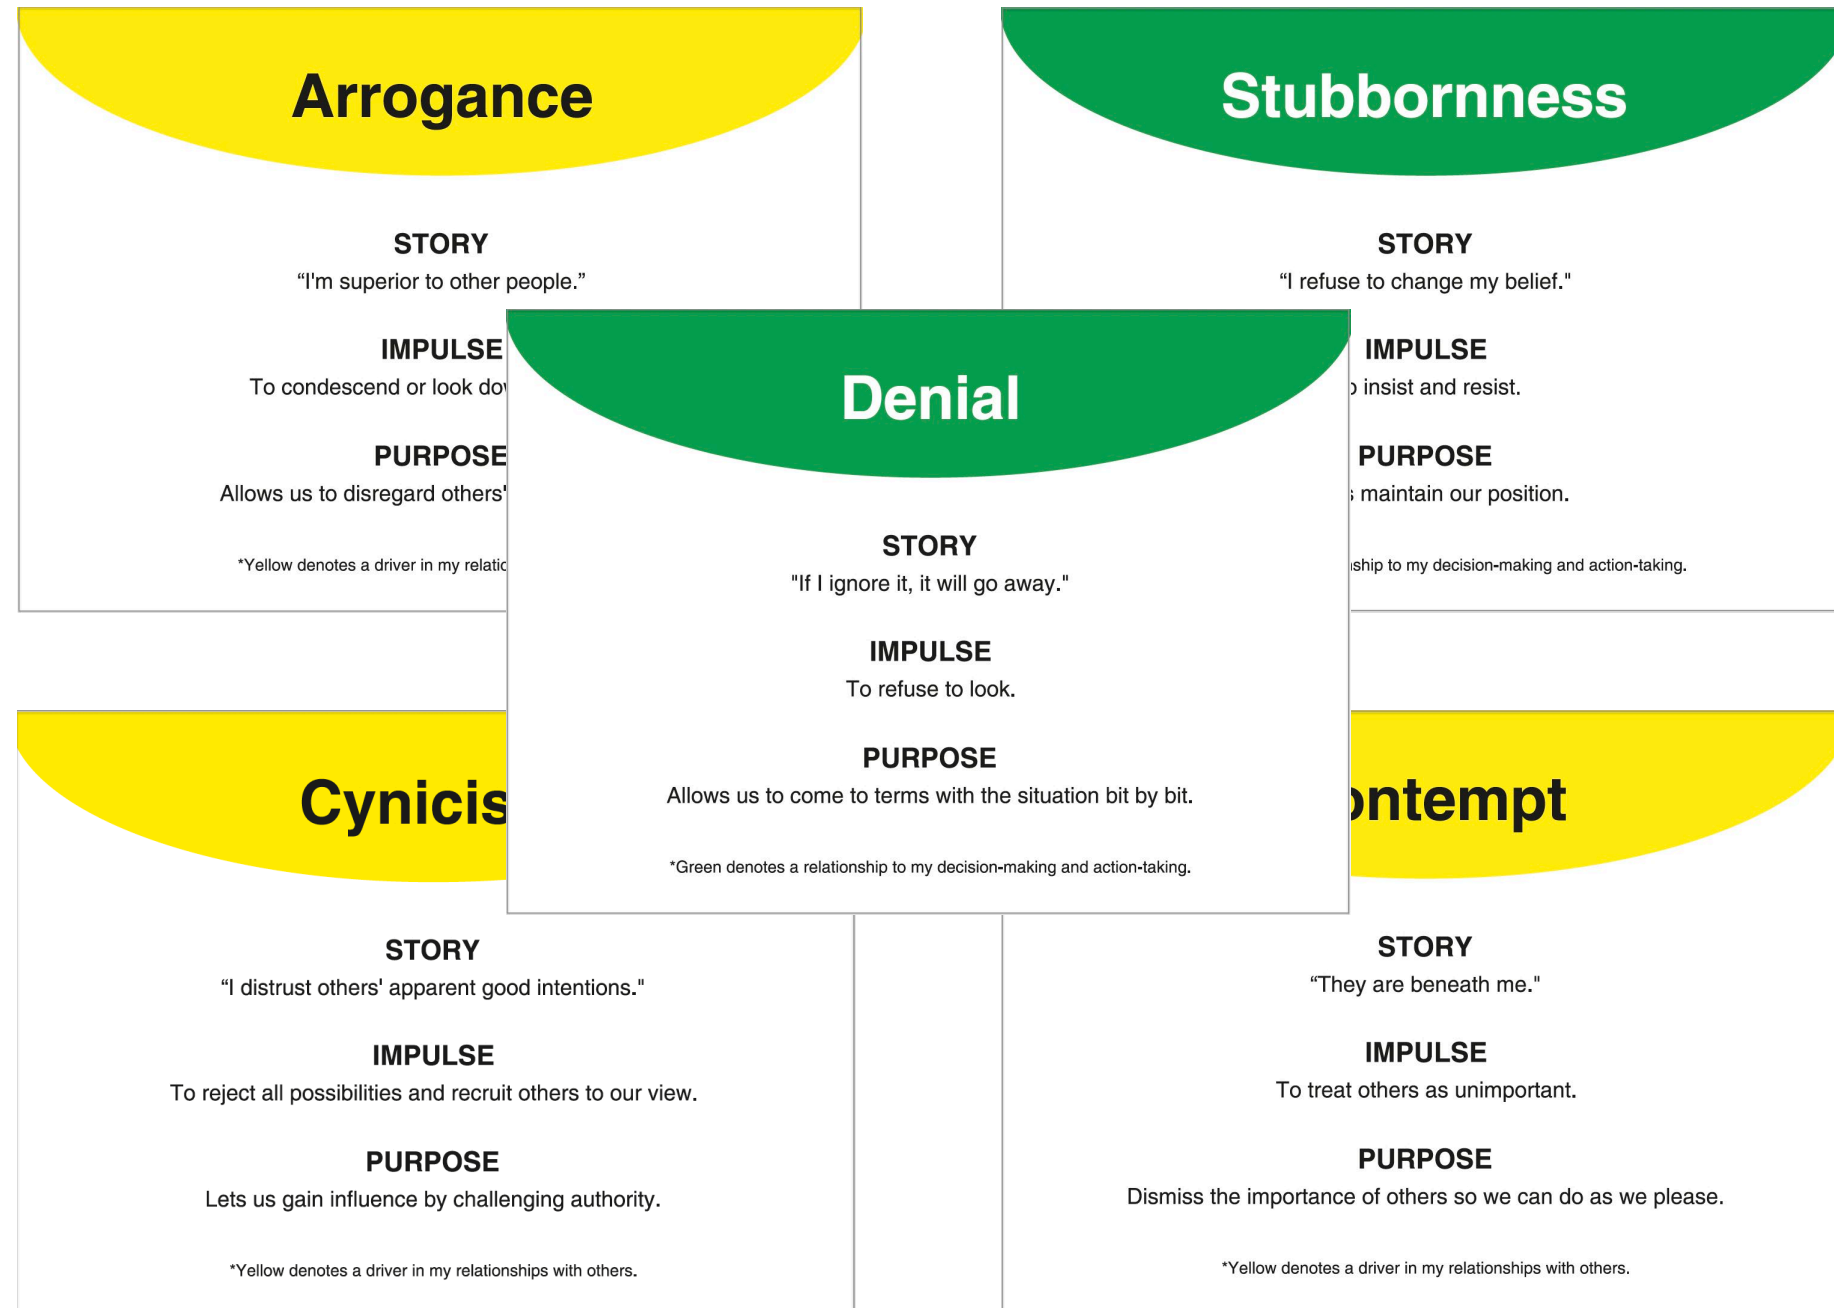 Arrogance
STORY
“I'm superior to other people.”
IMPULSE
To condescend or look
PURPOSE
Allows us to disregard others'
*Yellow denotes a driver in my
Stubbornness
STORY
“I refuse to change my belief."
IMPULSE
insist and resist.
PURPOSE
maintain our position.
to my decision-making and action-taking.
Denial
STORY
"If I ignore it, it will go away."
IMPULSE
To refuse to look.
PURPOSE
Allows us to come to terms with the situation bit by bit.
*Green denotes a relationship to my decision-making and action-taking.
Cynicis
STORY
“I distrust others' apparent good intentions."
IMPULSE
To reject all possibilities and recruit others to our view.
PURPOSE
Lets us gain influence by challenging authority.
*Yellow denotes a driver in my relationships with others.
ontempt
STORY
“They are beneath me."
IMPULSE
To treat others as unimportant.
PURPOSE
Dismiss the importance of others so we can do as we please.
*Yellow denotes a driver in my relationships with others.